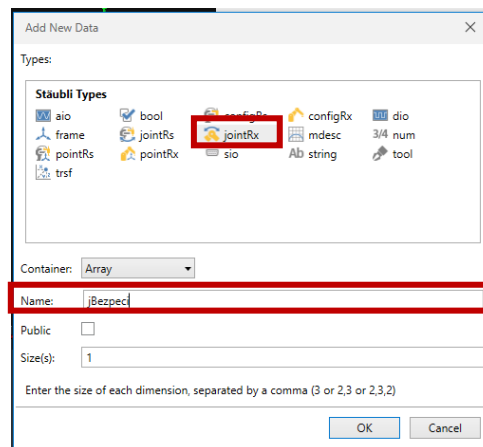 Add New Data
Types:
Stäubli Types
aio bool configRs configRx dio
frame jointRs jointRx mdesc 3/4 num
pointRs pointRx sio Ab string tool
trsf
Container: Array
Name: jBezpeci
Public
Size(s): 1
Enter the size of each dimension, separated by a comma (3 or 2,3 or 2,3,2)
OK Cancel